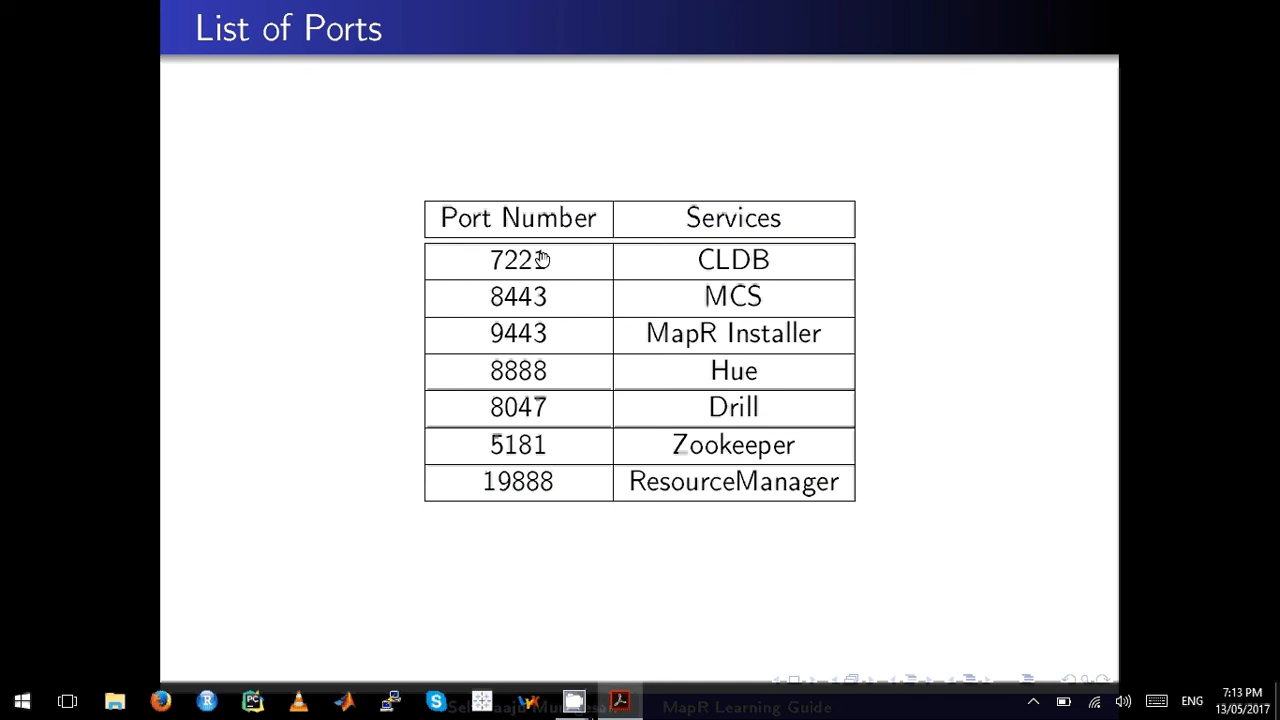 List of Ports
Port Number Services
7221 CLDB
8443 MCS
9443 MapR Installer
8888 Hue
8047 Drill
5181 Zookeeper
19888 ResourceManager
7:13 PM
ENG
13/05/2017
MapR Learning Guide